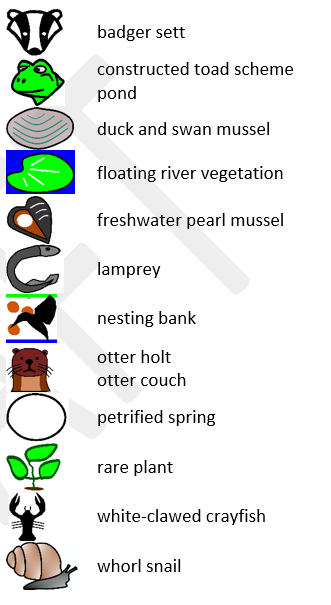 badger sett
constructed toad scheme
pond
duck and swan mussel
floating river vegetation
freshwater pearl mussel
lamprey
nesting bank
otter holt
otter couch
petrified spring
rare plant
white-clawed crayfish
whorl snail